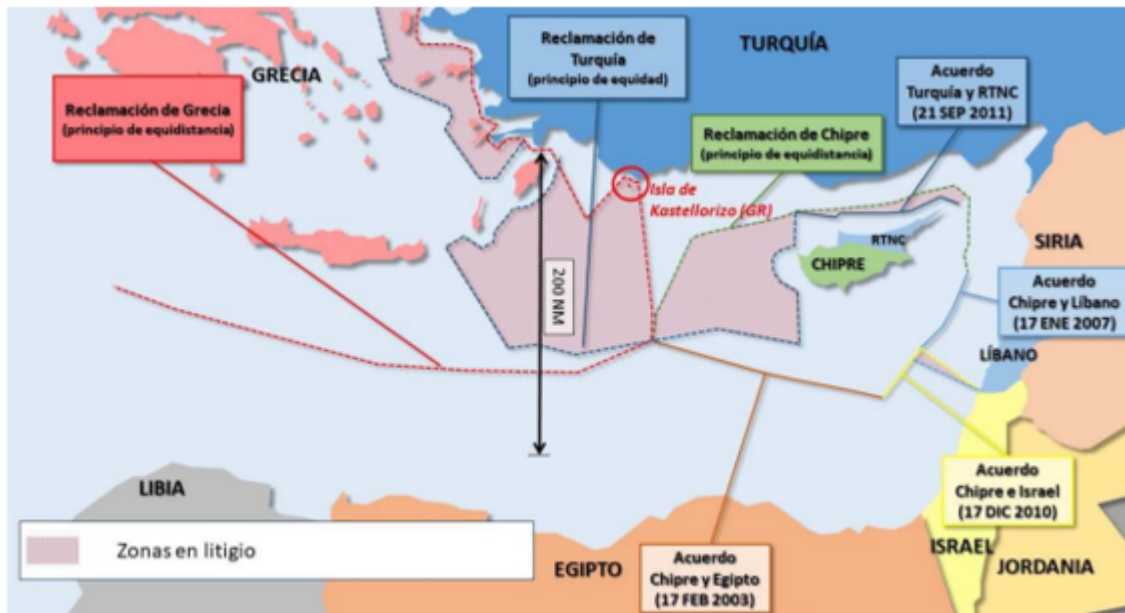 GRECIA
Reclamación de Grecia
(principio de equidistancia)
Reclamación de
Turquía
(principio de equidad)
TURQUÍA
Acuerdo
Turquía y RTNC
(21 SEP 2011)
Reclamación de Chipre
(principio de equidistancia)
Isla de
Kastellorizo (GR)
200 NM
RTNC
CHIPRE
SIRIA
Acuerdo
Chipre y Líbano
(17 ENE 2007)
LÍBANO
LIBIA
Zonas en litigio
EGIPTO
Acuerdo
Chipre y Egipto
(17 FEB 2003)
Acuerdo
Chipre e Israel
(17 DIC 2010)
ISRAEL
JORDANIA